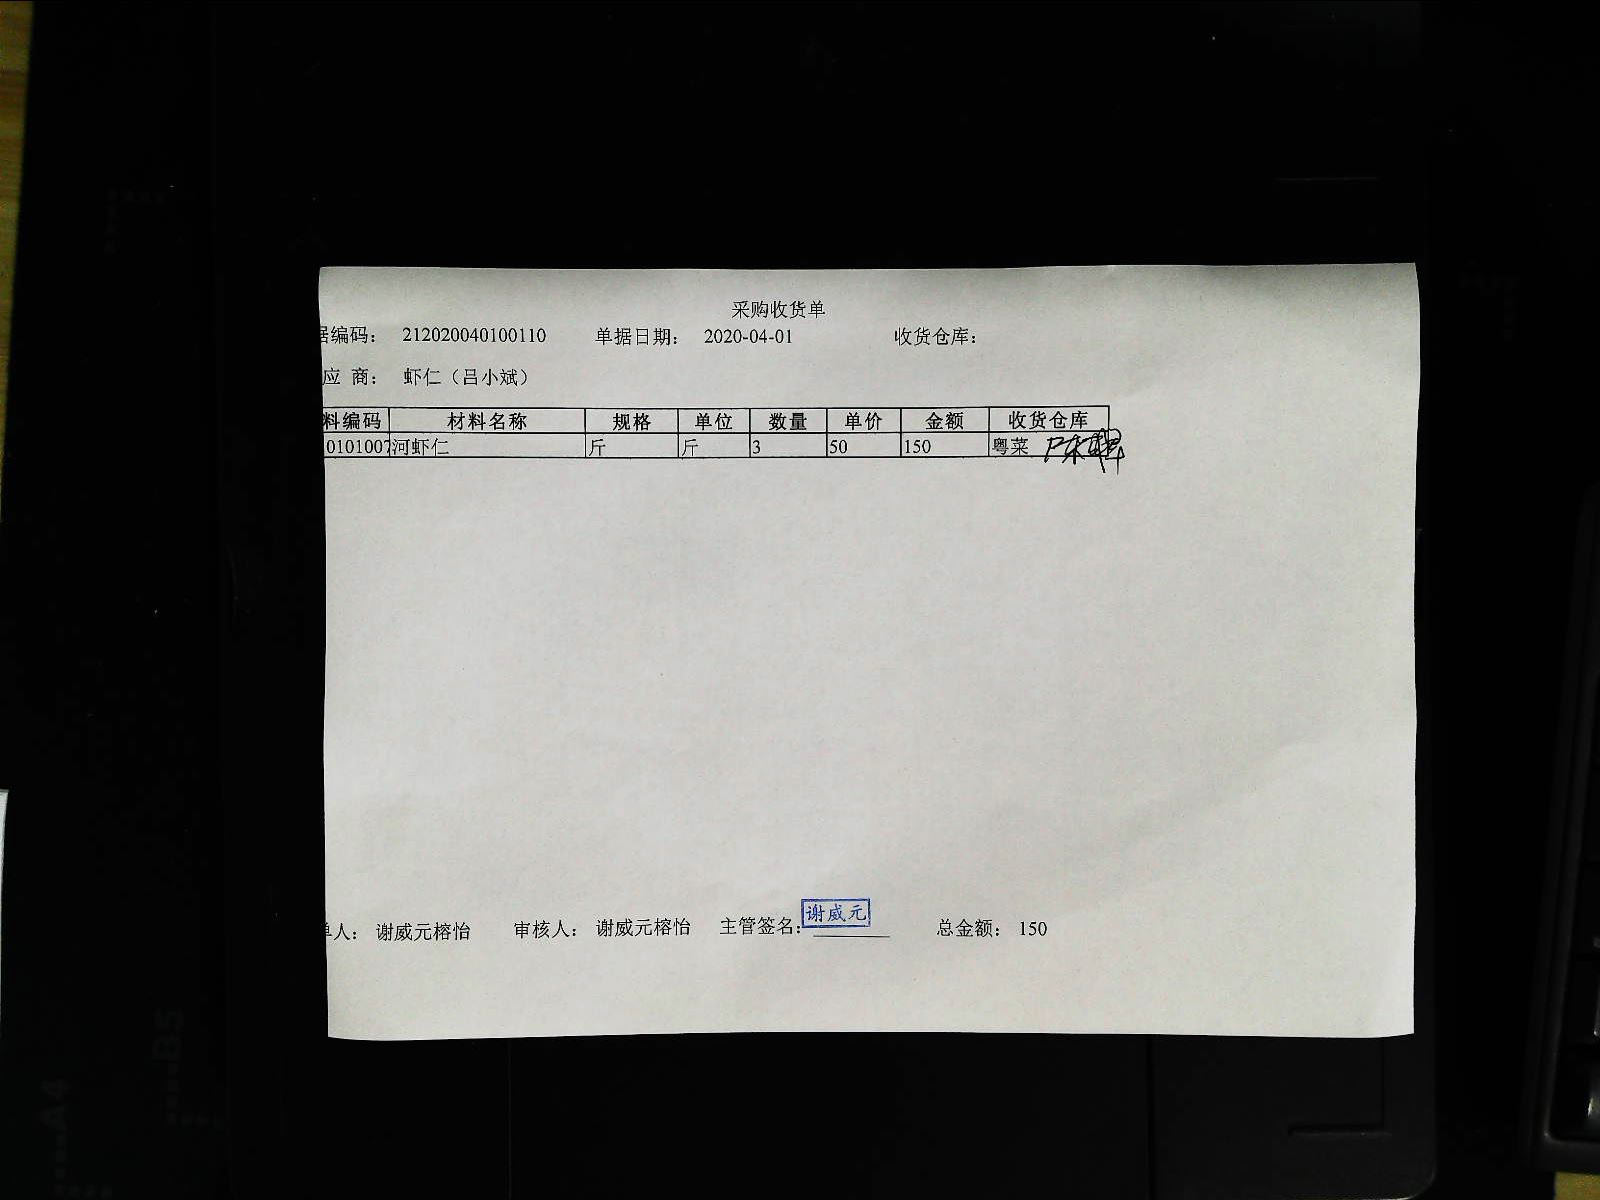 采购收货单
据编码： 212020040100110 单据日期： 2020-04-01 收货仓库：
应 商： 虾仁（吕小斌）
料编码 材料名称 规格 单位 数量 单价 金额 收货仓库
0101007 河虾仁 斤 斤 3 50 150 粤菜
单人： 谢威元榕怡 审核人： 谢威元榕怡 主管签名： 谢威元 总金额： 150
A4
B5